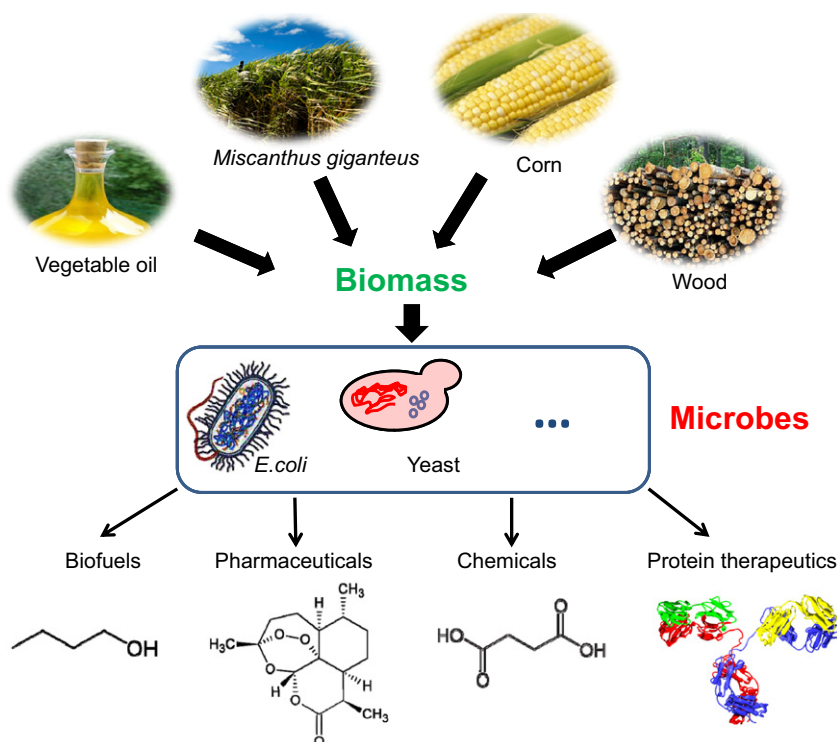 Miscanthus giganteus
Corn
Vegetable oil
Wood
Biomass
Microbes
E.coli
Yeast
...
Biofuels
Pharmaceuticals
Chemicals
Protein therapeutics
OH
CH₃
H
H₃C
O
O
O
H
H
O
CH₃
O
O
HO
OH
O